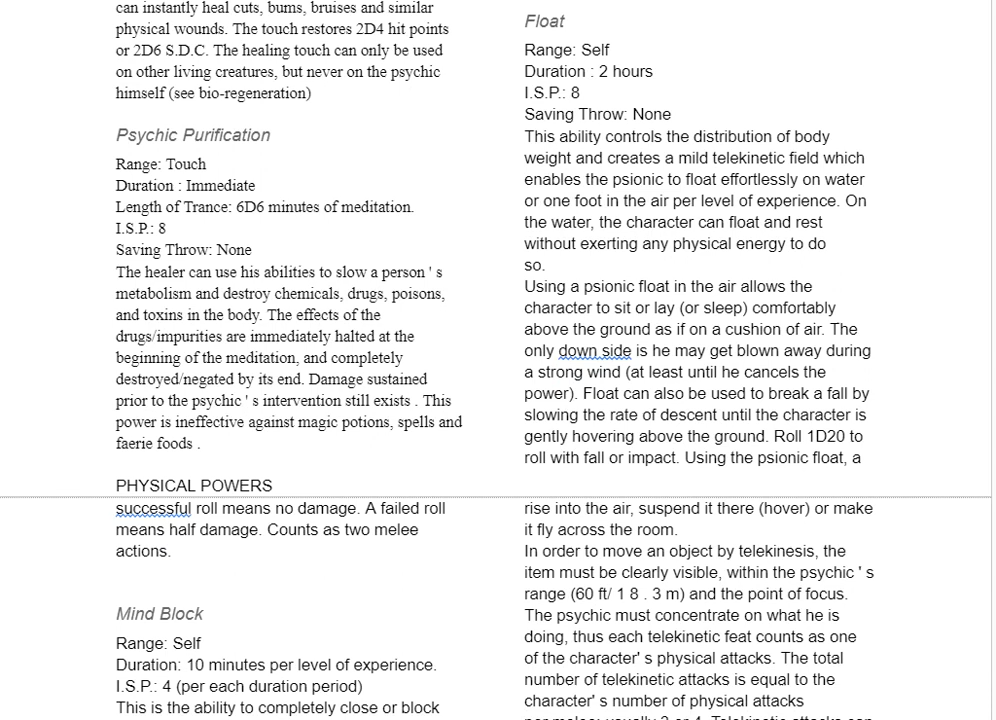 can instantly heal cuts, bums, bruises and similar
physical wounds. The touch restores 2D4 hit points
or 2D6 S.D.C. The healing touch can only be used
on other living creatures, but never on the psychic
himself (see bio-regeneration)
Psychic Purification
Range: Touch
Duration : Immediate
Length of Trance: 6D6 minutes of meditation.
I.S.P.: 8
Saving Throw: None
The healer can use his abilities to slow a person ' s
metabolism and destroy chemicals, drugs, poisons,
and toxins in the body. The effects of the
drugs/impurities are immediately halted at the
beginning of the meditation, and completely
destroyed/negated by its end. Damage sustained
prior to the psychic ' s intervention still exists . This
power is ineffective against magic potions, spells and
faerie foods .
PHYSICAL POWERS
Float
Range: Self
Duration : 2 hours
I.S.P.: 8
Saving Throw: None
This ability controls the distribution of body
weight and creates a mild telekinetic field which
enables the psionic to float effortlessly on water
or one foot in the air per level of experience. On
the water, the character can float and rest
without exerting any physical energy to do
so.
Using a psionic float in the air allows the
character to sit or lay (or sleep) comfortably
above the ground as if on a cushion of air. The
only down side is he may get blown away during
a strong wind (at least until he cancels the
power). Float can also be used to break a fall by
slowing the rate of descent until the character is
gently hovering above the ground. Roll 1D20 to
roll with fall or impact. Using the psionic float, a
successful roll means no damage. A failed roll
means half damage. Counts as two melee
actions.
Mind Block
Range: Self
Duration: 10 minutes per level of experience.
I.S.P.: 4 (per each duration period)
This is the ability to completely close or block
rise into the air, suspend it there (hover) or make
it fly across the room.
In order to move an object by telekinesis, the
item must be clearly visible, within the psychic ' s
range (60 ft/ 1 8 . 3 m) and the point of focus.
The psychic must concentrate on what he is
doing, thus each telekinetic feat counts as one
of the character' s physical attacks. The total
number of telekinetic attacks is equal to the
character' s number of physical attacks